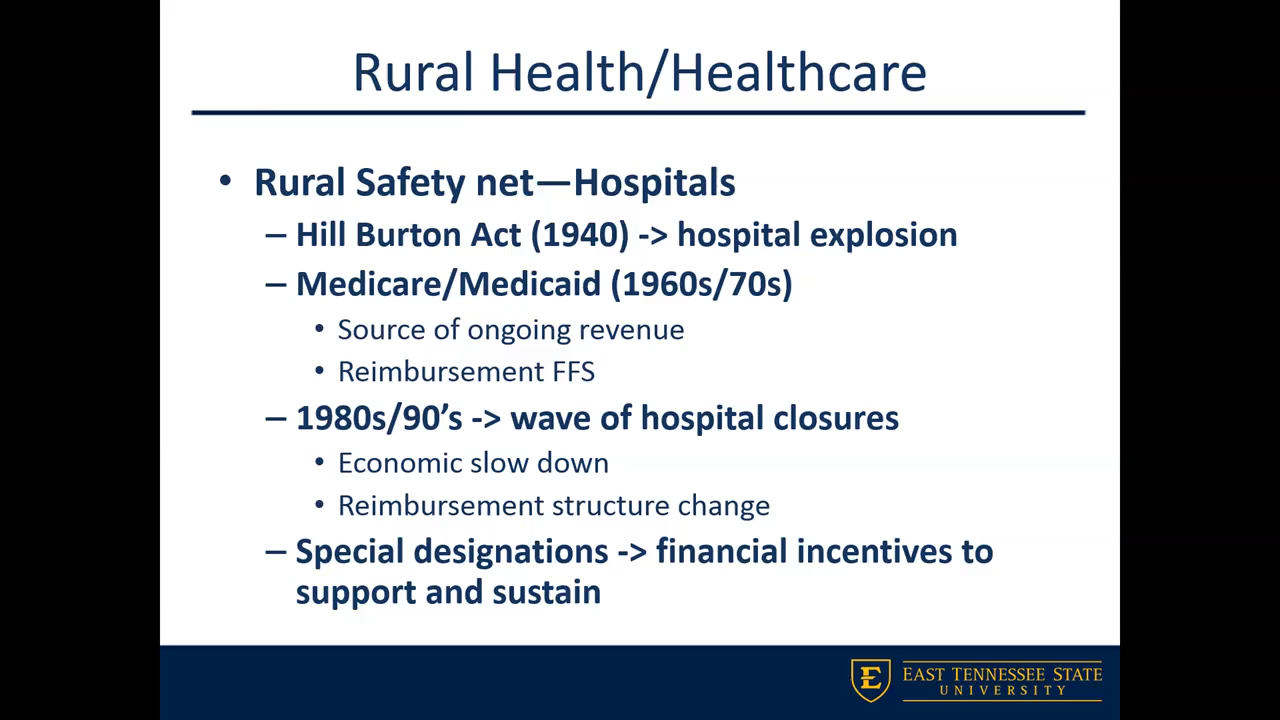 Rural Health/Healthcare
• Rural Safety net—Hospitals
– Hill Burton Act (1940) -> hospital explosion
– Medicare/Medicaid (1960s/70s)
• Source of ongoing revenue
• Reimbursement FFS
– 1980s/90’s -> wave of hospital closures
• Economic slow down
• Reimbursement structure change
– Special designations -> financial incentives to
support and sustain
E
EAST TENNESSEE STATE
UNIVERSITY